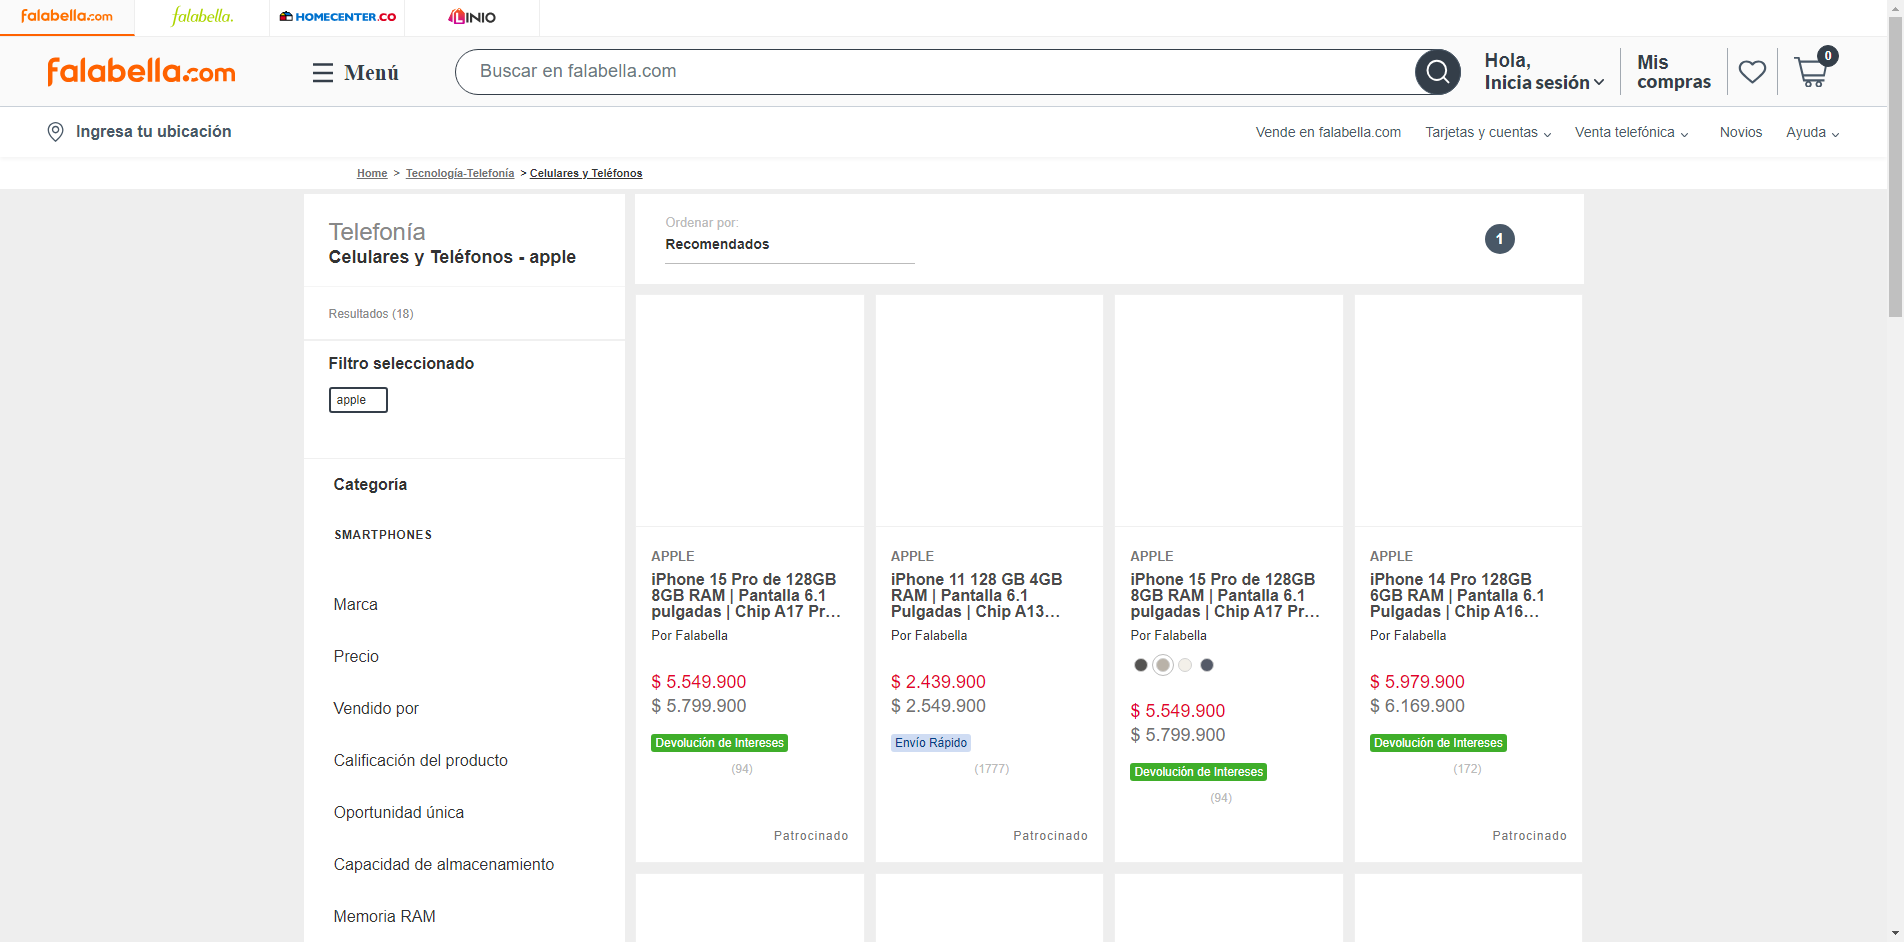 falabella.com
falabella.
HOMECENTER.CO
LINIO
falabella.com
Menú
Buscar en falabella.com
Hola,
Inicia sesión
Mis
compras
0
Ingresa tu ubicación
Vende en falabella.com
Tarjetas y cuentas
Venta telefónica
Novios
Ayuda
Home > Tecnología-Telefonía > Celulares y Teléfonos
Telefonía
Celulares y Teléfonos - apple
Resultados (18)
Filtro seleccionado
apple
Categoría
SMARTPHONES
Marca
Precio
Vendido por
Calificación del producto
Oportunidad única
Capacidad de almacenamiento
Memoria RAM
Ordenar por:
Recomendados
1
APPLE
iPhone 15 Pro de 128GB
8GB RAM | Pantalla 6.1
pulgadas | Chip A17 Pr...
Por Falabella
$ 5.549.900
$ 5.799.900
Devolución de Intereses
(94)
Patrocinado
APPLE
iPhone 11 128 GB 4GB
RAM | Pantalla 6.1
Pulgadas | Chip A13...
Por Falabella
$ 2.439.900
$ 2.549.900
Envío Rápido
(1777)
Patrocinado
APPLE
iPhone 15 Pro de 128GB
8GB RAM | Pantalla 6.1
pulgadas | Chip A17 Pr...
Por Falabella
$ 5.549.900
$ 5.799.900
Devolución de Intereses
(94)
APPLE
iPhone 14 Pro 128GB
6GB RAM | Pantalla 6.1
Pulgadas | Chip A16...
Por Falabella
$ 5.979.900
$ 6.169.900
Devolución de Intereses
(172)
Patrocinado